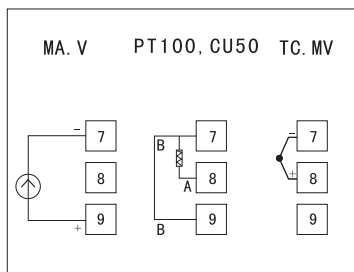 MA. V PT100, CU50 TC. MV
− 7 B 7 − 7
8 A 8 + 8
+ 9 B 9 9